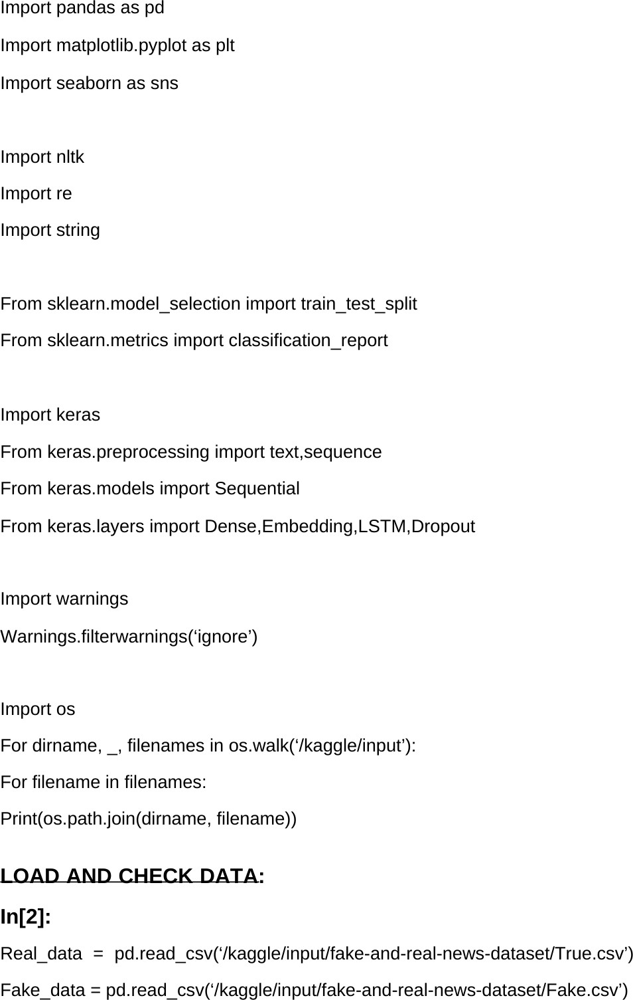 Import pandas as pd
Import matplotlib.pyplot as plt
Import seaborn as sns
Import nltk
Import re
Import string
From sklearn.model_selection import train_test_split
From sklearn.metrics import classification_report
Import keras
From keras.preprocessing import text,sequence
From keras.models import Sequential
From keras.layers import Dense,Embedding,LSTM,Dropout
Import warnings
Warnings.filterwarnings(‘ignore’)
Import os
For dirname, _, filenames in os.walk(‘/kaggle/input’):
For filename in filenames:
Print(os.path.join(dirname, filename))
LOAD AND CHECK DATA:
In[2]:
Real_data = pd.read_csv(‘/kaggle/input/fake-and-real-news-dataset/True.csv’)
Fake_data = pd.read_csv(‘/kaggle/input/fake-and-real-news-dataset/Fake.csv’)